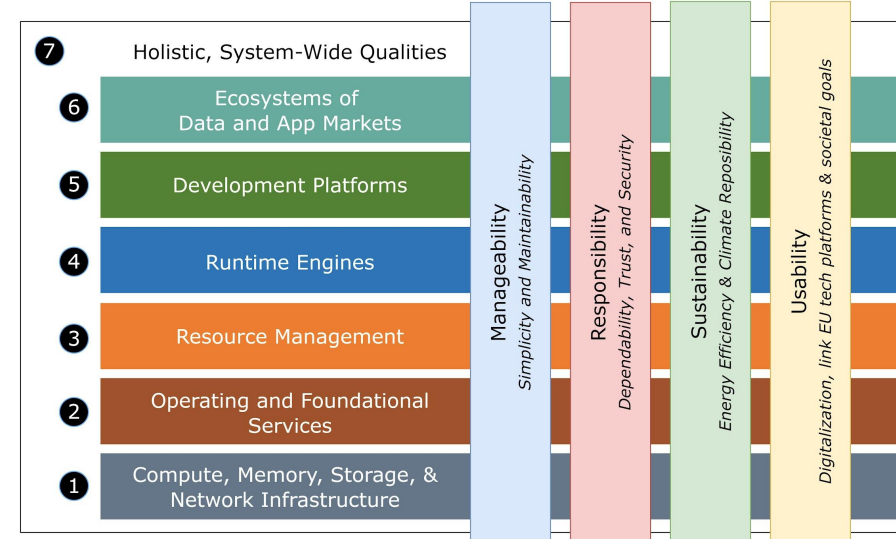 7
Holistic, System-Wide Qualities
6
Ecosystems of
Data and App Markets
5
Development Platforms
4
Runtime Engines
3
Resource Management
2
Operating and Foundational
Services
1
Compute, Memory, Storage, &
Network Infrastructure
Manageability
Simplicity and Maintainability
Responsibility
Dependability, Trust, and Security
Sustainability
Energy Efficiency & Climate Reposibility
Usability
Digitalization, link EU tech platforms & societal goals